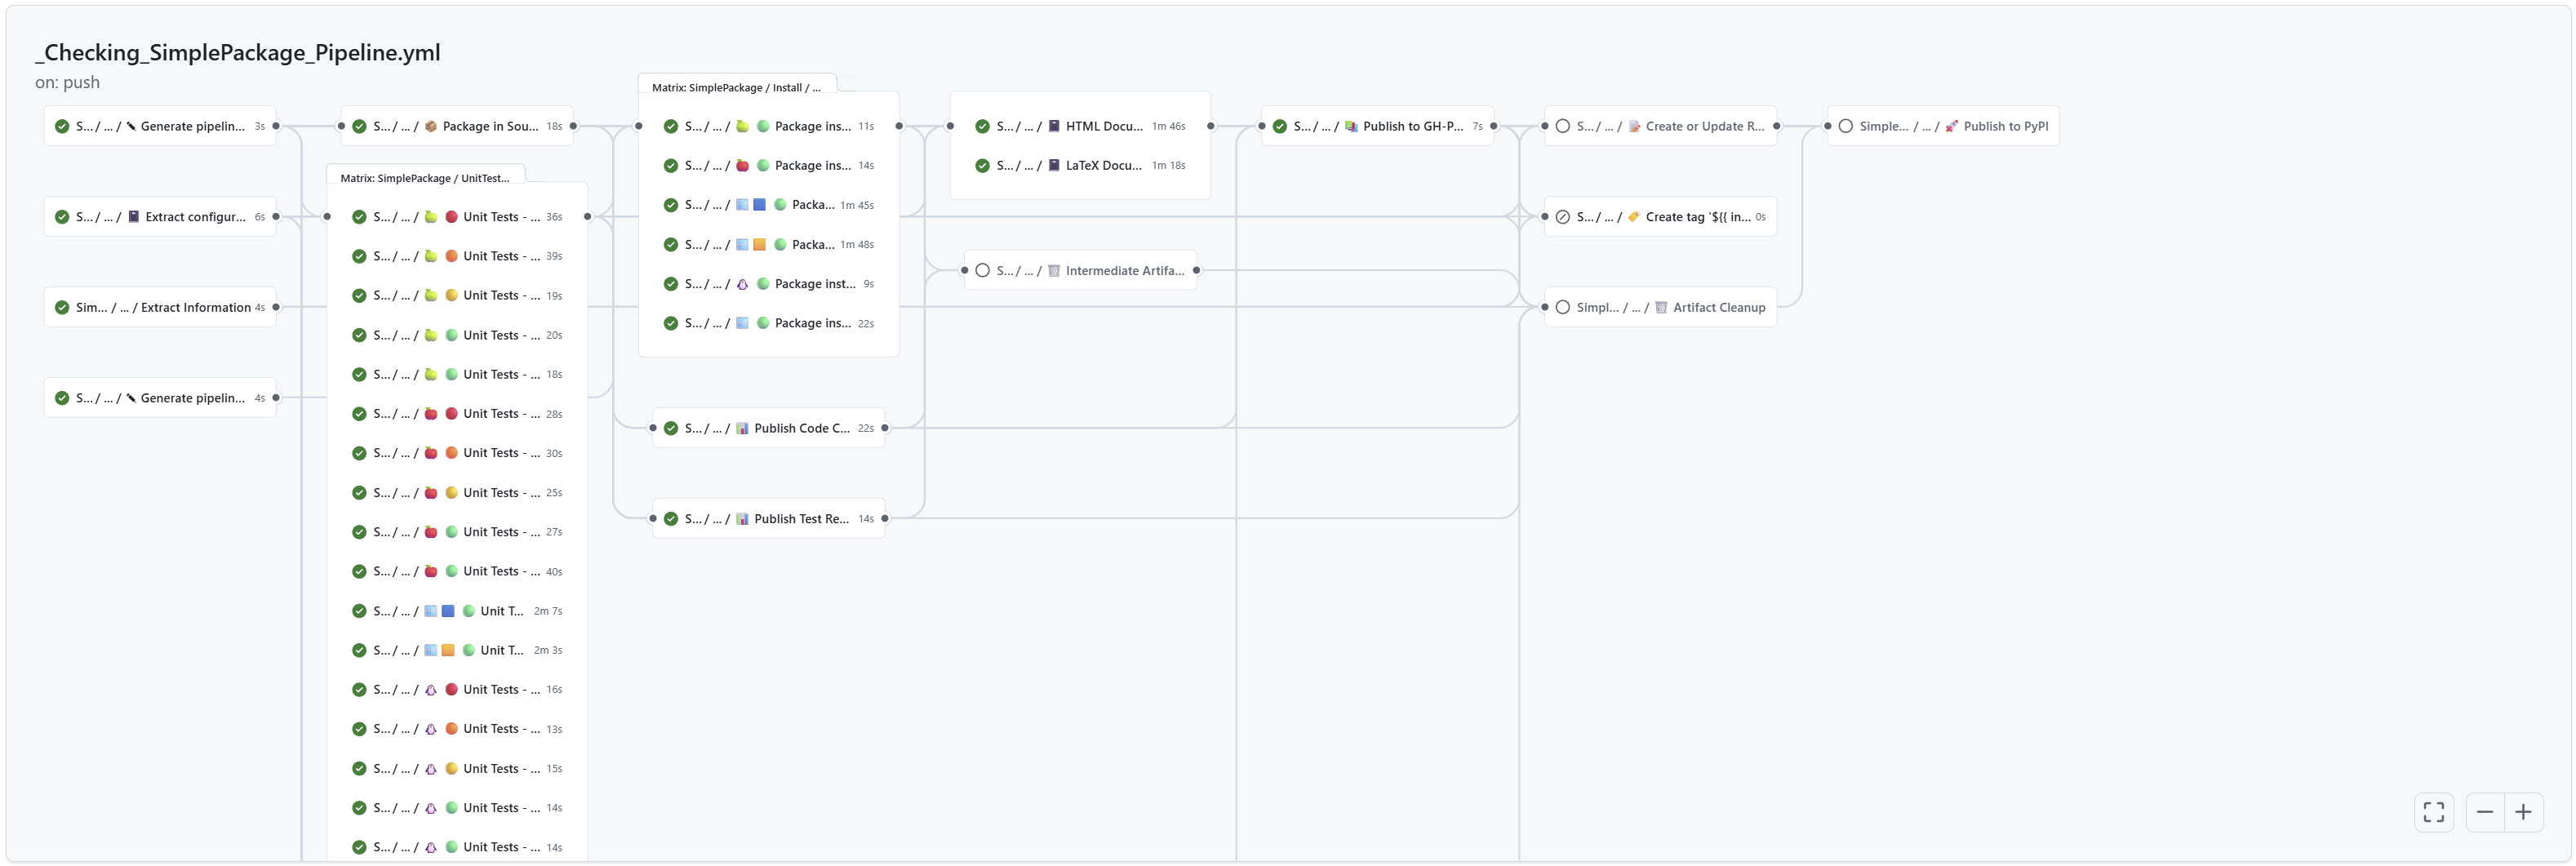 _Checking_SimplePackage_Pipeline.yml
on: push
S... / ... / Generate pipelin... 3s
S... / ... / Extract configur... 6s
Sim... / ... / Extract Information 4s
S... / ... / Generate pipelin... 4s
S... / ... / Package in Sou... 18s
Matrix: SimplePackage / UnitTest...
S... / ... / Unit Tests - ... 36s
S... / ... / Unit Tests - ... 39s
S... / ... / Unit Tests - ... 19s
S... / ... / Unit Tests - ... 20s
S... / ... / Unit Tests - ... 18s
S... / ... / Unit Tests - ... 28s
S... / ... / Unit Tests - ... 30s
S... / ... / Unit Tests - ... 25s
S... / ... / Unit Tests - ... 27s
S... / ... / Unit Tests - ... 40s
S... / ... / Unit T... 2m 7s
S... / ... / Unit T... 2m 3s
S... / ... / Unit Tests - ... 16s
S... / ... / Unit Tests - ... 13s
S... / ... / Unit Tests - ... 15s
S... / ... / Unit Tests - ... 14s
S... / ... / Unit Tests - ... 14s
Matrix: SimplePackage / Install / ...
S... / ... / Package ins... 11s
S... / ... / Package ins... 14s
S... / ... / Packa... 1m 45s
S... / ... / Packa... 1m 48s
S... / ... / Package inst... 9s
S... / ... / Package ins... 22s
S... / ... / Publish Code C... 22s
S... / ... / Publish Test Re... 14s
S... / ... / HTML Docu... 1m 46s
S... / ... / LaTeX Docu... 1m 18s
S... / ... / Intermediate Artifa...
S... / ... / Publish to GH-P... 7s
S... / ... / Create or Update R...
S... / ... / Create tag '${{ in... 0s
Simpl... / ... / Artifact Cleanup
Simple... / ... / Publish to PyPI